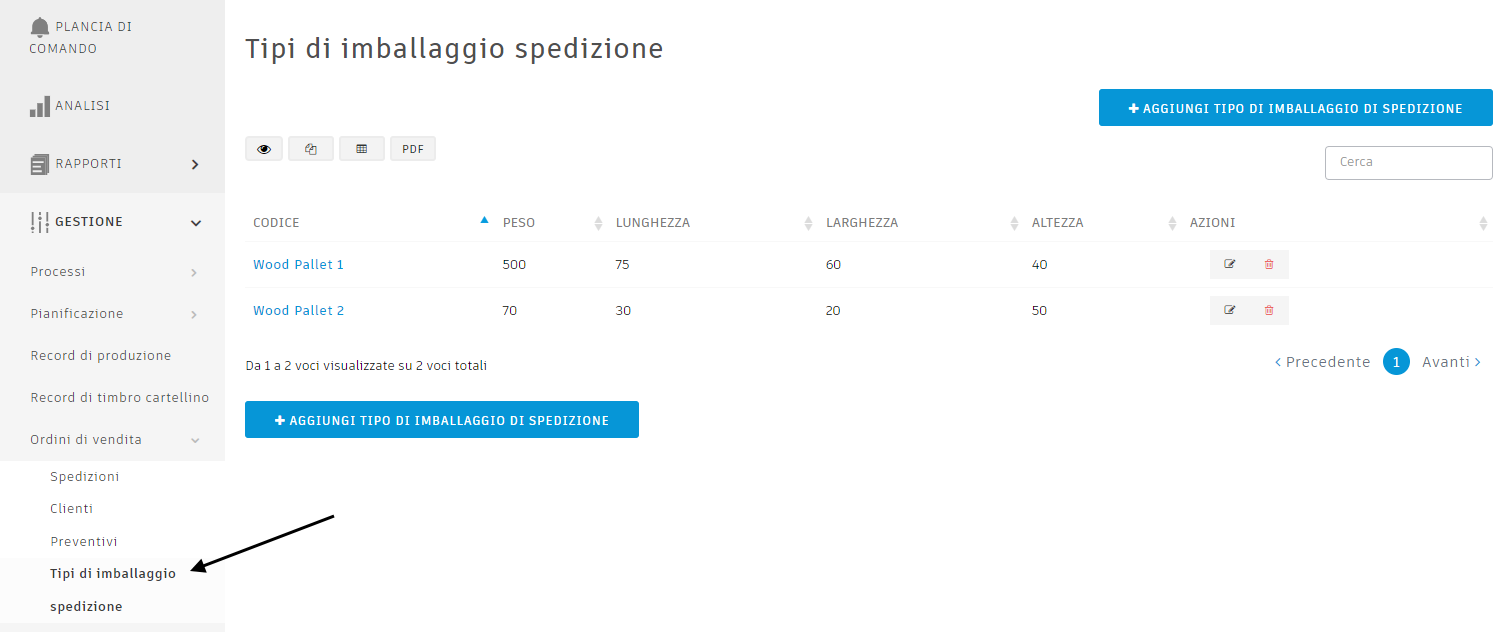 PLANCIA DI
COMANDO
ANALISI
RAPPORTI
GESTIONE
Processi
Pianificazione
Record di produzione
Record di timbro cartellino
Ordini di vendita
Spedizioni
Clienti
Preventivi
Tipi di imballaggio
spedizione
Tipi di imballaggio spedizione
AGGIUNGI TIPO DI IMBALLAGGIO DI SPEDIZIONE
PDF
Cerca
CODICE PESO LUNGHEZZA LARGHEZZA ALTEZZA AZIONI
Wood Pallet 1 500 75 60 40
Wood Pallet 2 70 30 20 50
Da 1 a 2 voci visualizzate su 2 voci totali
Precedente 1 Avanti
AGGIUNGI TIPO DI IMBALLAGGIO DI SPEDIZIONE